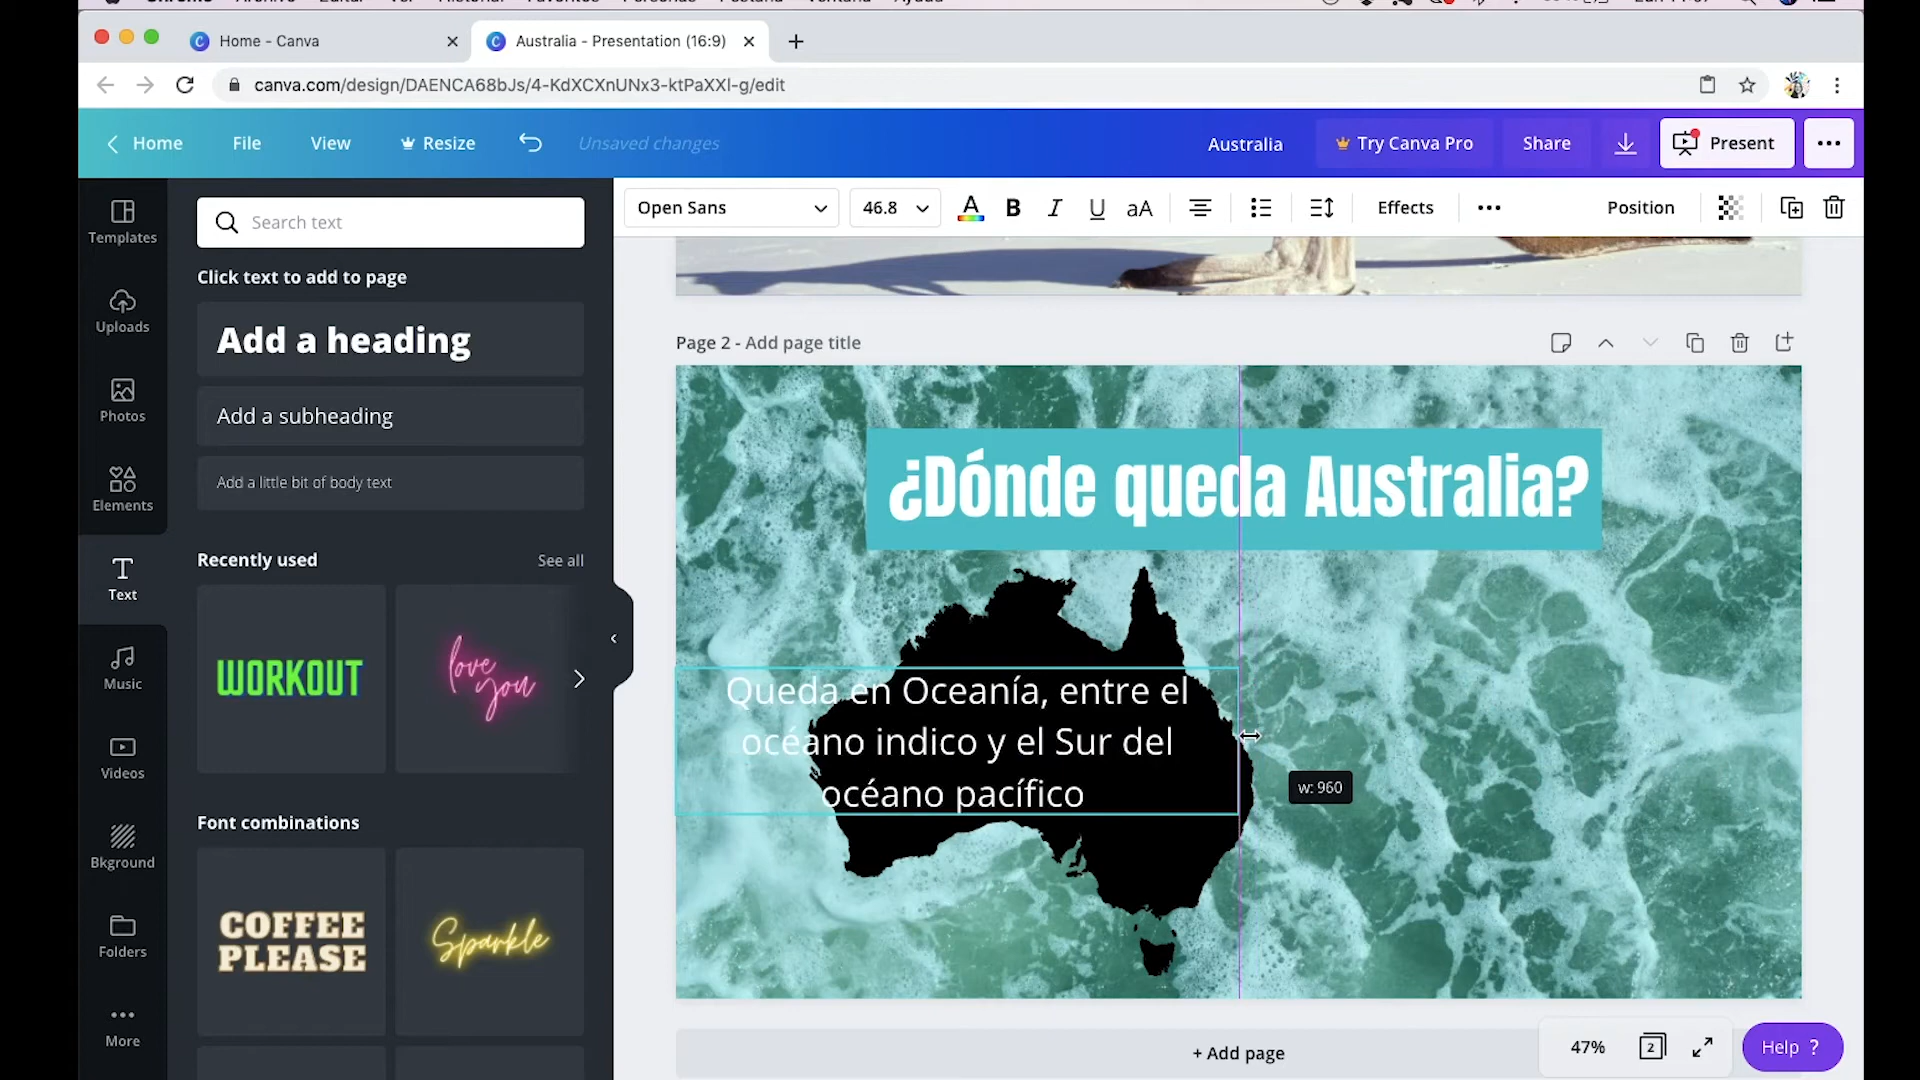 Home - Canva
Australia - Presentation (16:9)
canva.com/design/DAENCA68bJs/4-KdXCXnUNx3-ktPaXXI-g/edit
Home
File
View
Resize
Unsaved changes
Australia
Try Canva Pro
Share
Present
Templates
Uploads
Photos
Elements
Text
Music
Videos
Bkground
Folders
More
Search text
Click text to add to page
Add a heading
Add a subheading
Add a little bit of body text
Recently used
See all
WORKOUT
love you
Font combinations
COFFEE
PLEASE
Sparkle
Open Sans
46.8
A
B
I
U
aA
Effects
Position
Page 2 - Add page title
¿Dónde queda Australia?
Queda en Oceanía, entre el
océano indico y el Sur del
océano pacífico
w: 960
+ Add page
47%
2
Help ?